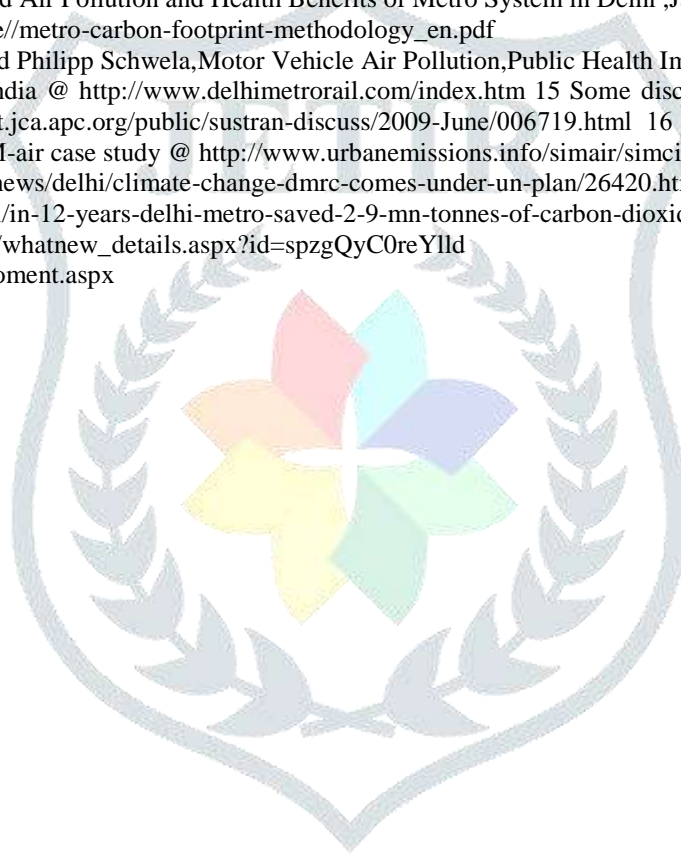 d Air Pollution and Health Benefits of Metro System in Delhi ,Ja
e//metro-carbon-footprint-methodology_en.pdf
d Philipp Schwela,Motor Vehicle Air Pollution,Public Health Im
ndia @ http://www.delhimetrorail.com/index.htm 15 Some disc
t.jca.apc.org/public/sustran-discuss/2009-June/006719.html 16
M-air case study @ http://www.urbanemissions.info/simair/simci
news/delhi/climate-change-dmrc-comes-under-un-plan/26420.ht
/in-12-years-delhi-metro-saved-2-9-mn-tonnes-of-carbon-dioxi
/whatnew_details.aspx?id=spzgQyC0reYlld
oment.aspx
JETIR